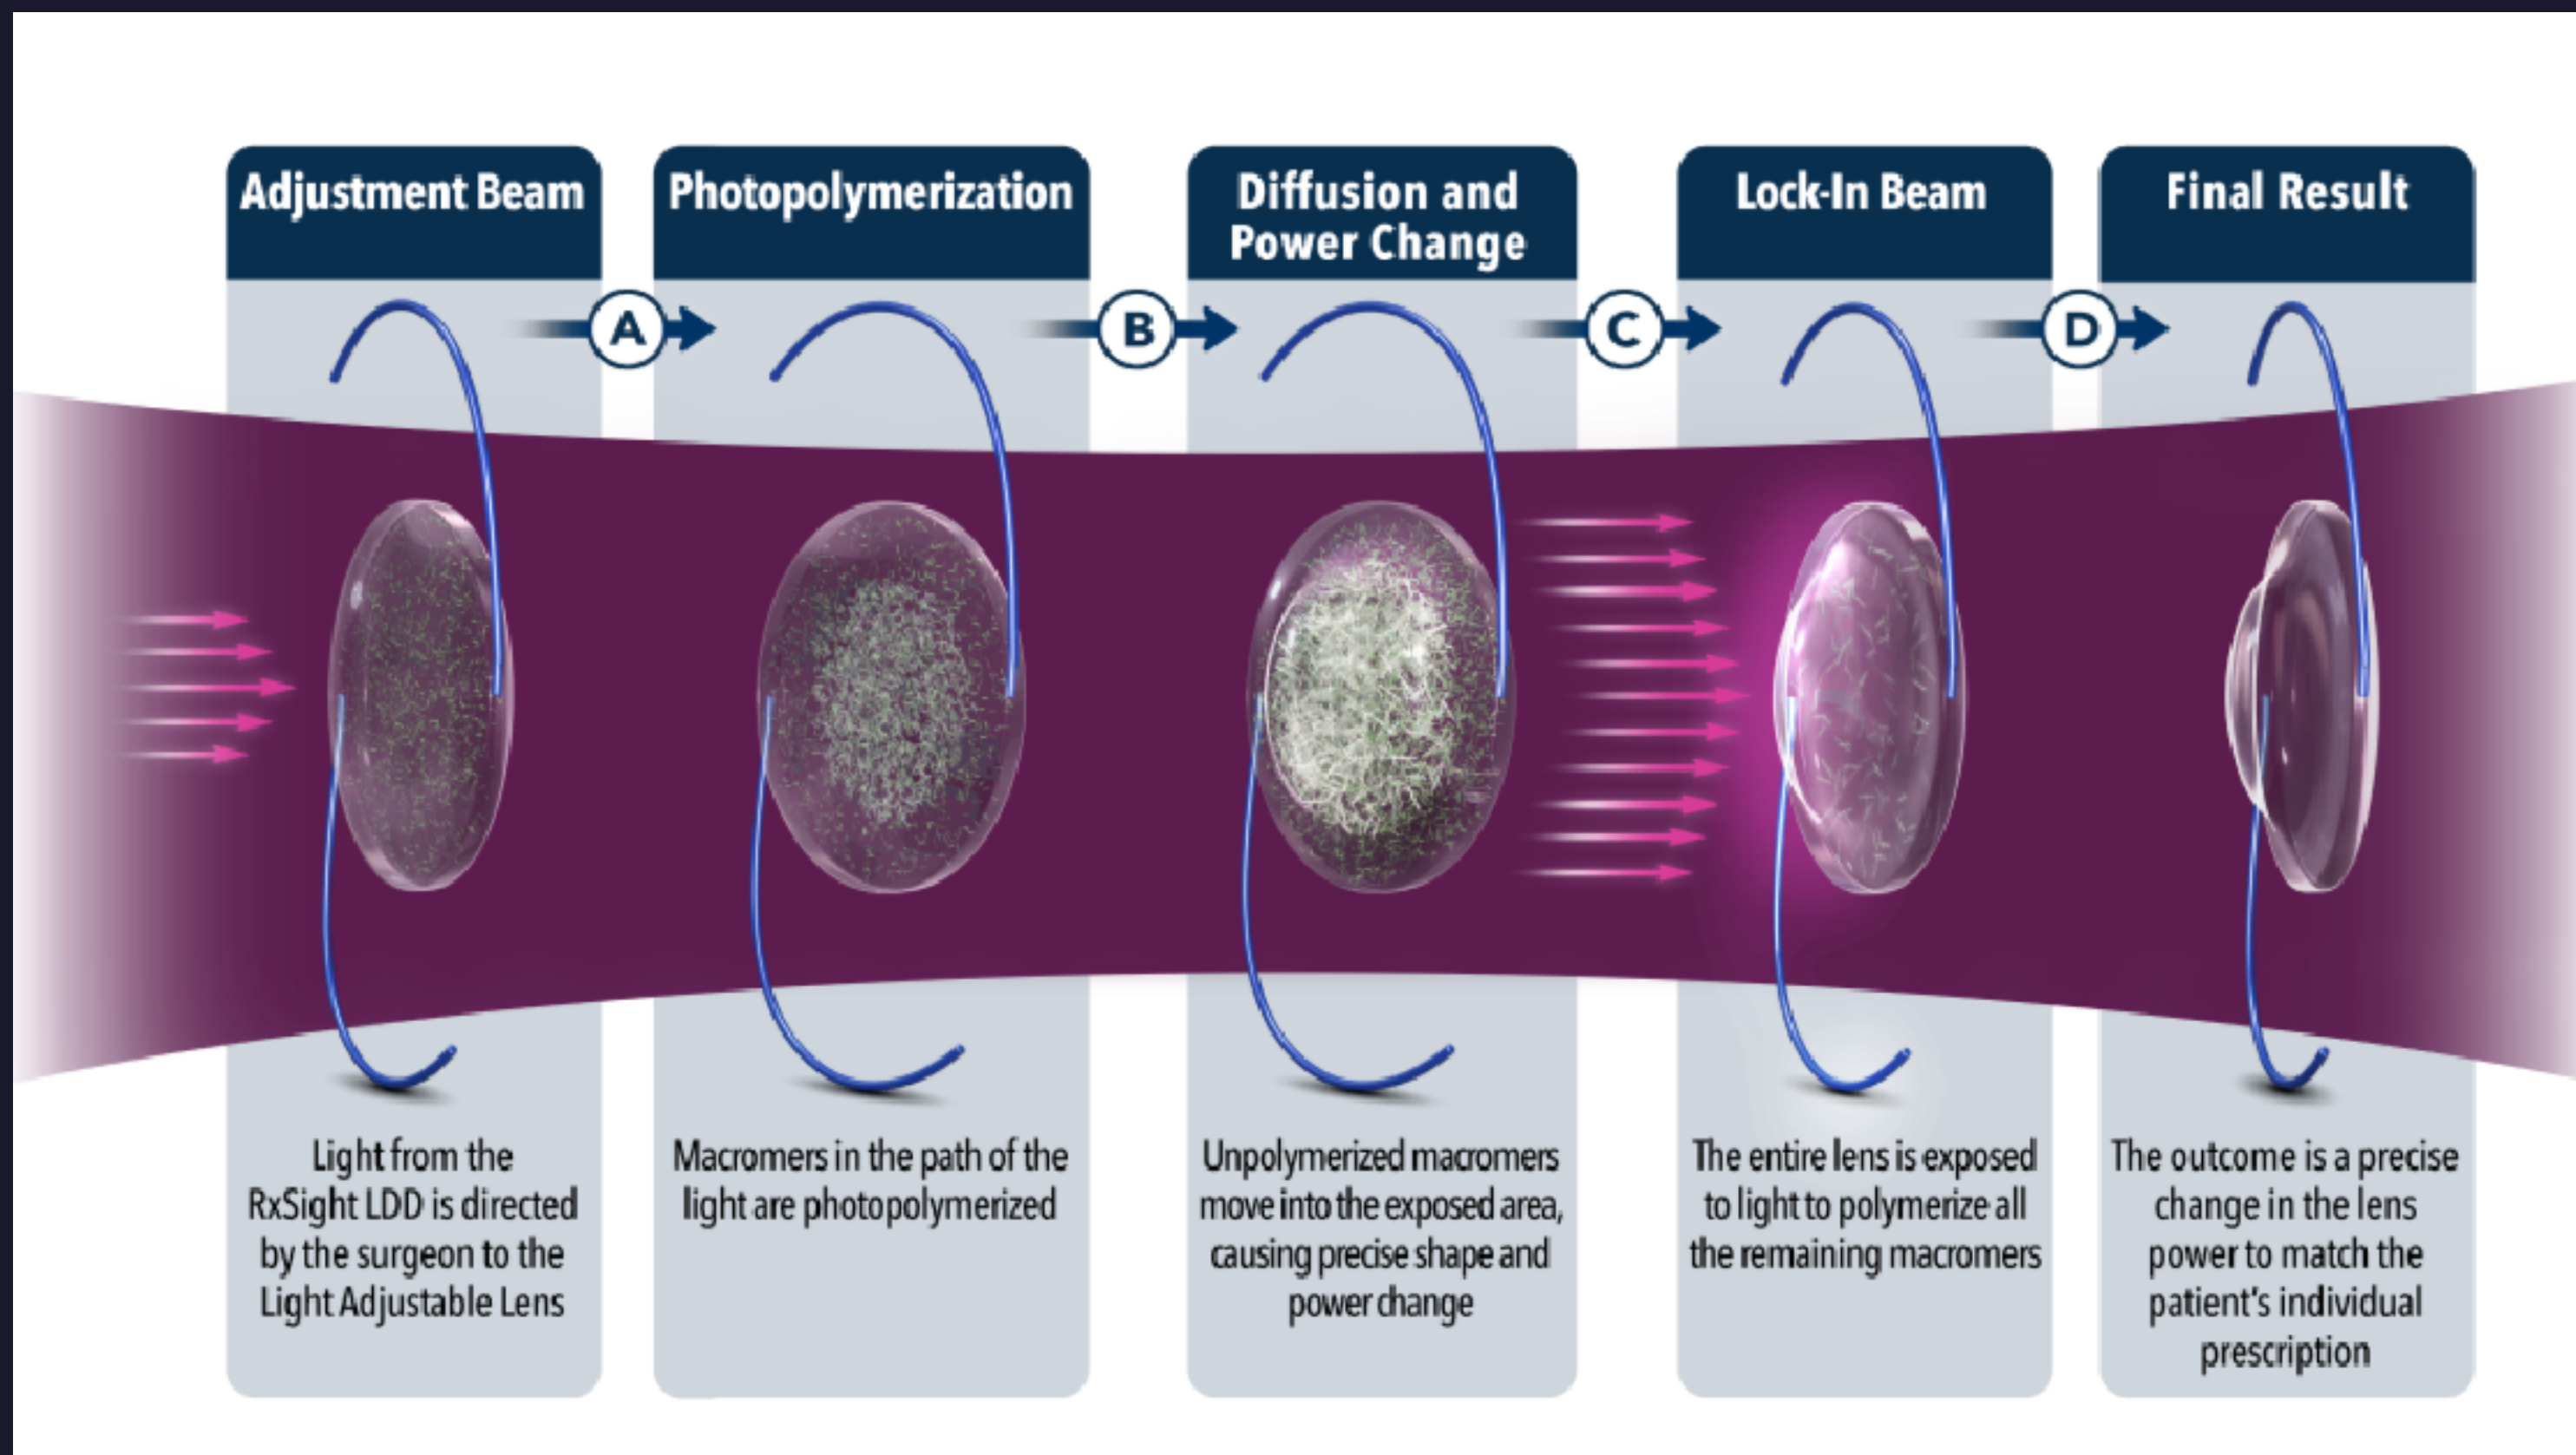 Adjustment Beam
Photopolymerization
Diffusion and
Power Change
Lock-In Beam
Final Result
A
B
C
D
Light from the
RxSight LDD is directed
by the surgeon to the
Light Adjustable Lens
Macromers in the path of the
light are photopolymerized
Unpolymerized macromers
move into the exposed area,
causing precise shape and
power change
The entire lens is exposed
to light to polymerize all
the remaining macromers
The outcome is a precise
change in the lens
power to match the
patient's individual
prescription